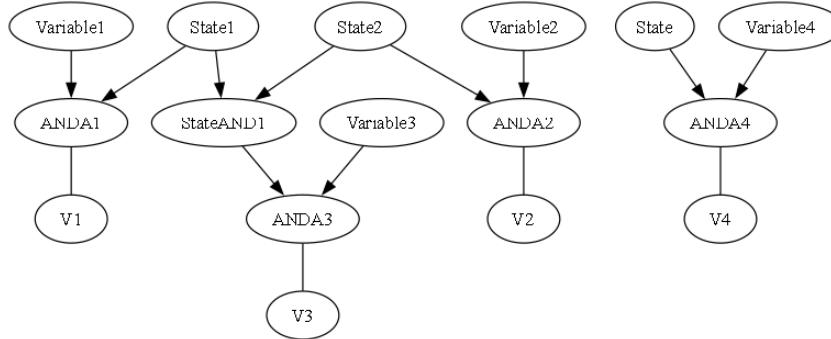 Variable1
State1
State2
Variable2
State
Variable4
ANDA1
StateAND1
Variable3
ANDA2
ANDA4
V1
ANDA3
V2
V4
V3